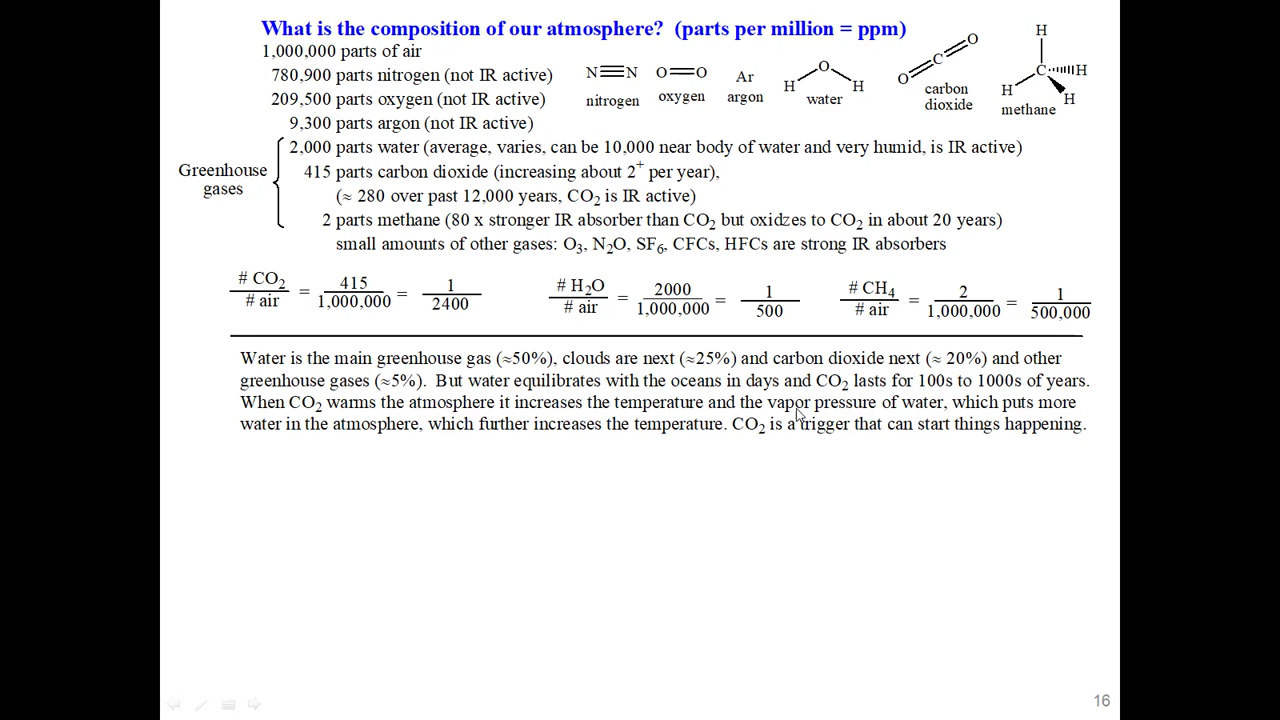 What is the composition of our atmosphere? (parts per million = ppm)
1,000,000 parts of air
780,900 parts nitrogen (not IR active)
209,500 parts oxygen (not IR active)
9,300 parts argon (not IR active)
N≡N
nitrogen
O=O
oxygen
Ar
argon
H O H
water
O C O
carbon
dioxide
H
C H
H H
methane
Greenhouse
gases
2,000 parts water (average, varies, can be 10,000 near body of water and very humid, is IR active)
415 parts carbon dioxide (increasing about 2⁺ per year),
(≈ 280 over past 12,000 years, CO₂ is IR active)
2 parts methane (80 x stronger IR absorber than CO₂ but oxidzes to CO₂ in about 20 years)
small amounts of other gases: O₃, N₂O, SF₆, CFCs, HFCs are strong IR absorbers
# CO₂ / # air = 415 / 1,000,000 = 1 / 2400
# H₂O / # air = 2000 / 1,000,000 = 1 / 500
# CH₄ / # air = 2 / 1,000,000 = 1 / 500,000
Water is the main greenhouse gas (≈50%), clouds are next (≈25%) and carbon dioxide next (≈ 20%) and other
greenhouse gases (≈5%). But water equilibrates with the oceans in days and CO₂ lasts for 100s to 1000s of years.
When CO₂ warms the atmosphere it increases the temperature and the vapor pressure of water, which puts more
water in the atmosphere, which further increases the temperature. CO₂ is a trigger that can start things happening.
16